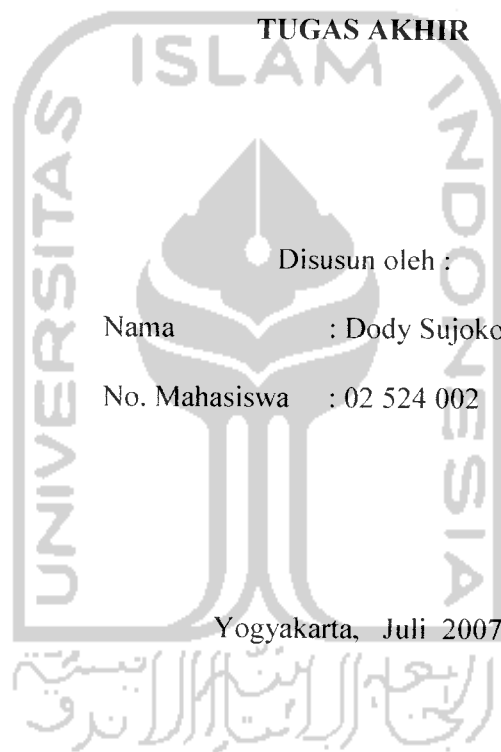 TUGAS AKHIR
UNIVERSITAS ISLAM INDONESIA
Disusun oleh :
Nama : Dody Sujoko
No. Mahasiswa : 02 524 002
Yogyakarta, Juli 2007